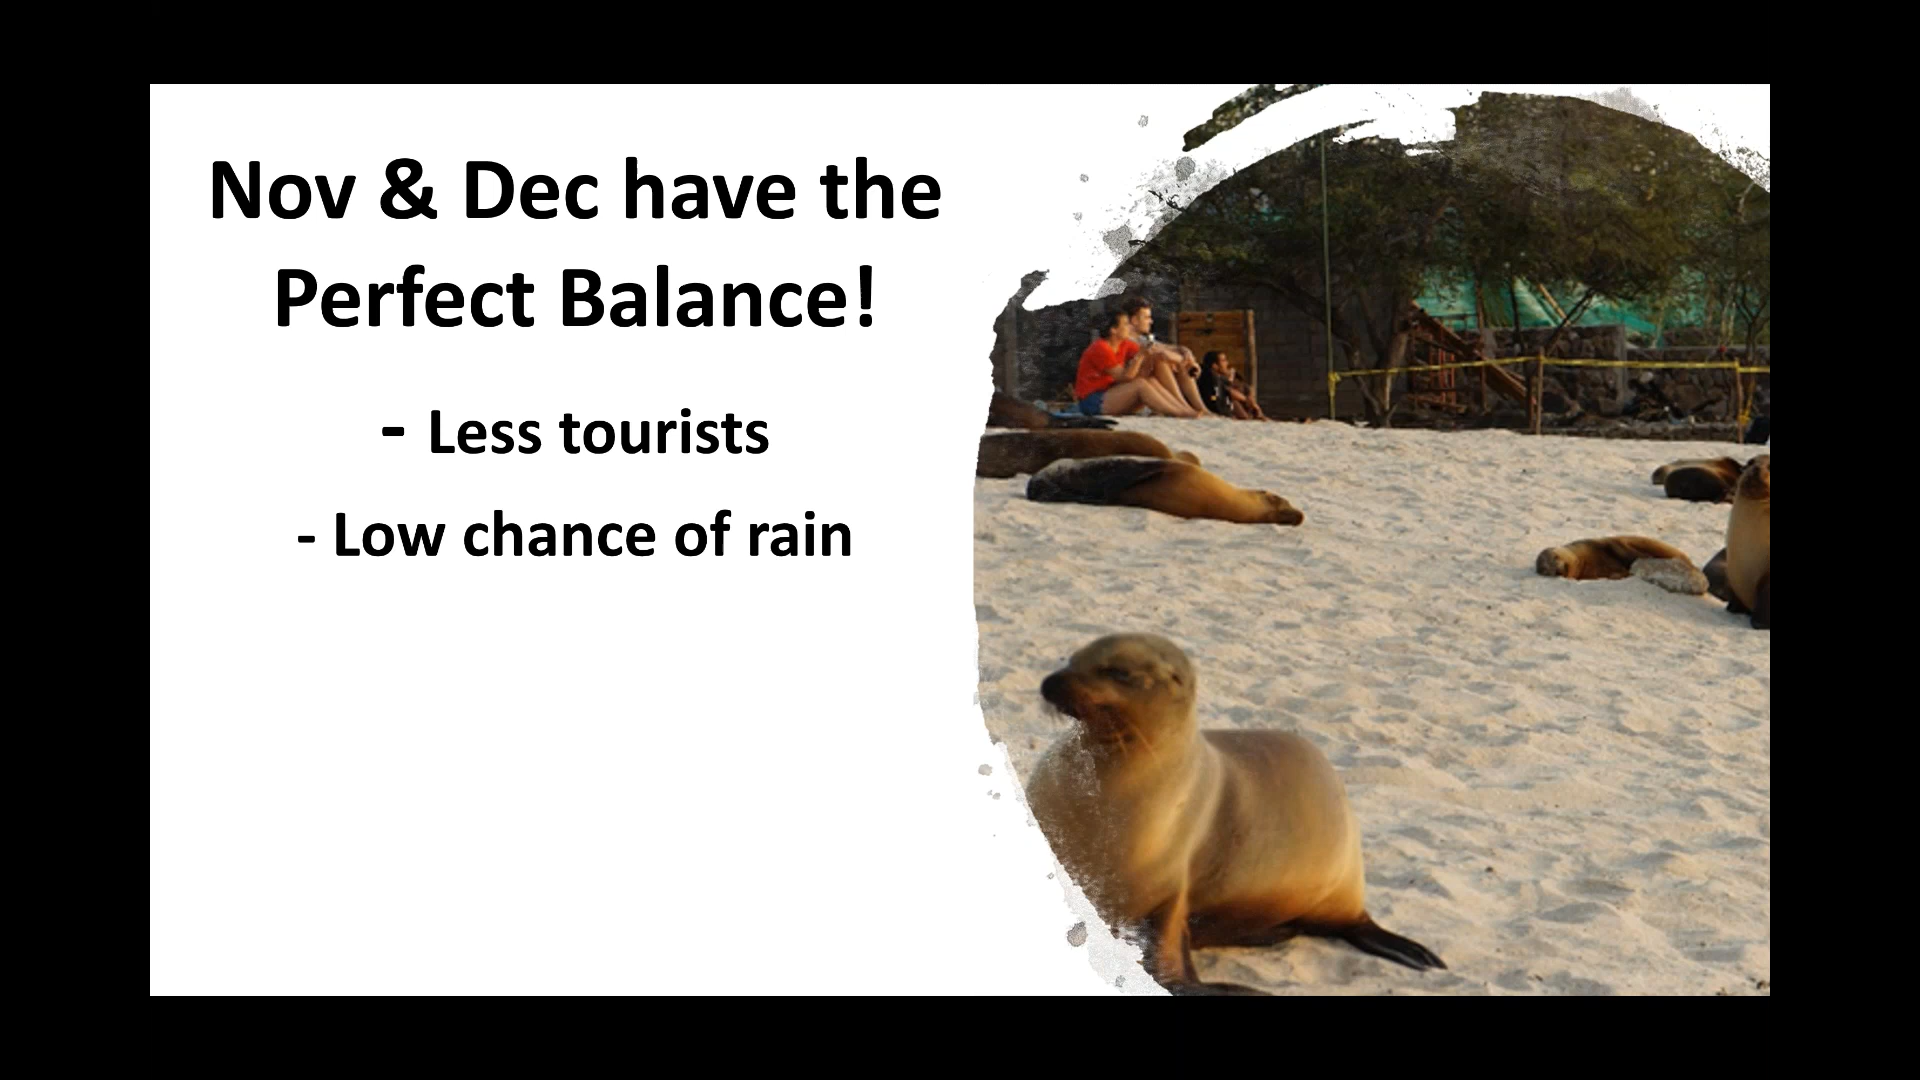 Nov & Dec have the
Perfect Balance!
- Less tourists
- Low chance of rain